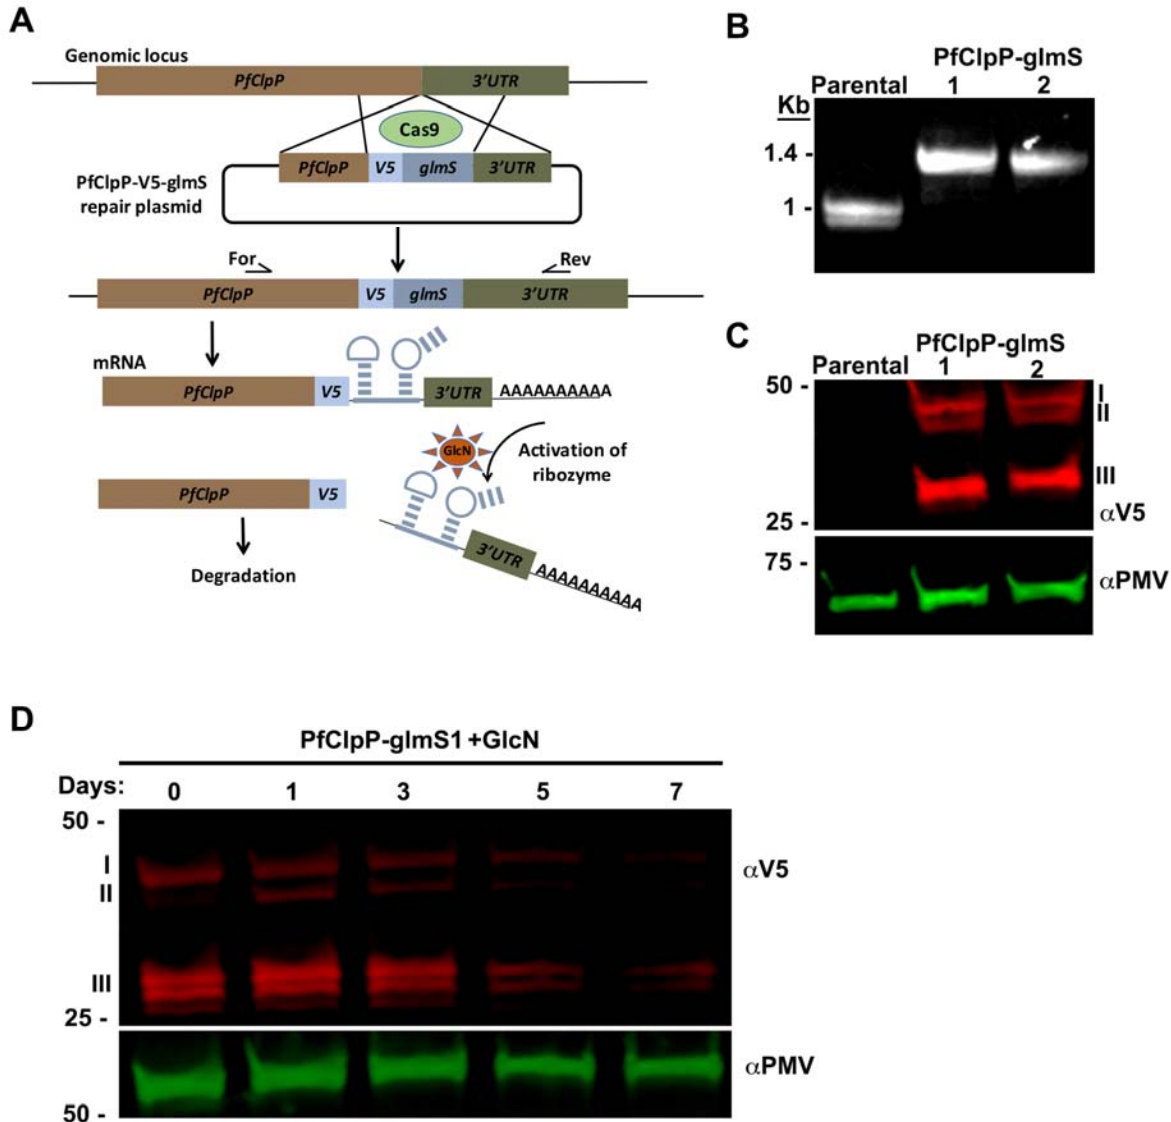 A
Genomic locus
PfClpP 3'UTR
Cas9
PfClpP V5 glmS 3'UTR
PfClpP-V5-glmS
repair plasmid
For Rev
PfClpP V5 glmS 3'UTR
mRNA
PfClpP V5 3'UTR AAAAAAAAAA
GlcN
Activation of
ribozyme
PfClpP V5
3'UTR AAAAAAAAAA
Degradation
B
PfClpP-glmS
Parental 1 2
Kb
1.4 -
1 -
C
PfClpP-glmS
Parental 1 2
50 -
I
II
III
25 -
αV5
75 -
αPMV
D
PfClpP-glmS1 +GlcN
Days: 0 1 3 5 7
50 -
I
αV5
II
III
25 -
αPMV
50 -